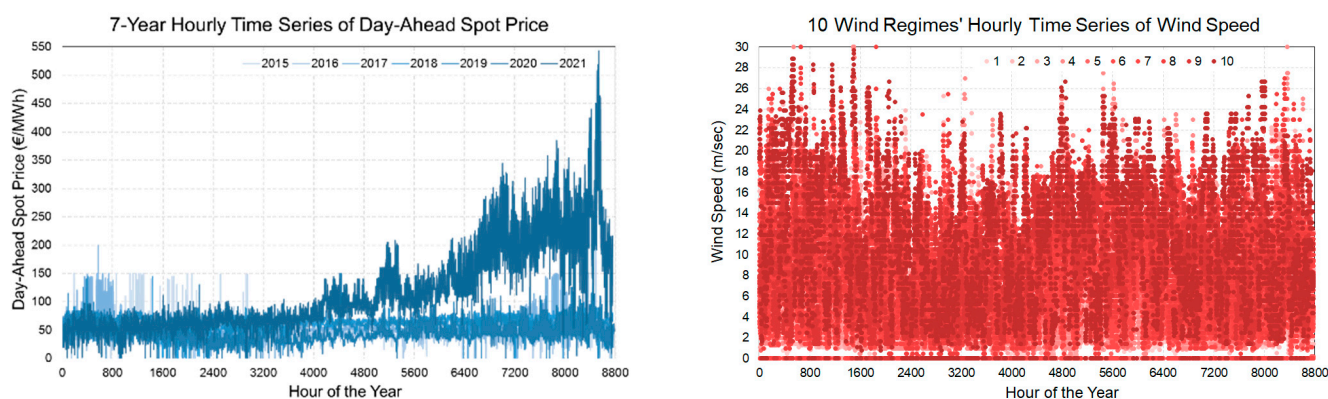 7-Year Hourly Time Series of Day-Ahead Spot Price
550
500
450
400
350
300
250
200
150
100
50
0
Day-Ahead Spot Price (€/MWh)
2015 2016 2017 2018 2019 2020 2021
0 800 1600 2400 3200 4000 4800 5600 6400 7200 8000 8800
Hour of the Year
10 Wind Regimes' Hourly Time Series of Wind Speed
30
28
26
24
22
20
18
16
14
12
10
8
6
4
2
0
Wind Speed (m/sec)
1 2 3 4 5 6 7 8 9 10
0 800 1600 2400 3200 4000 4800 5600 6400 7200 8000 8800
Hour of the Year